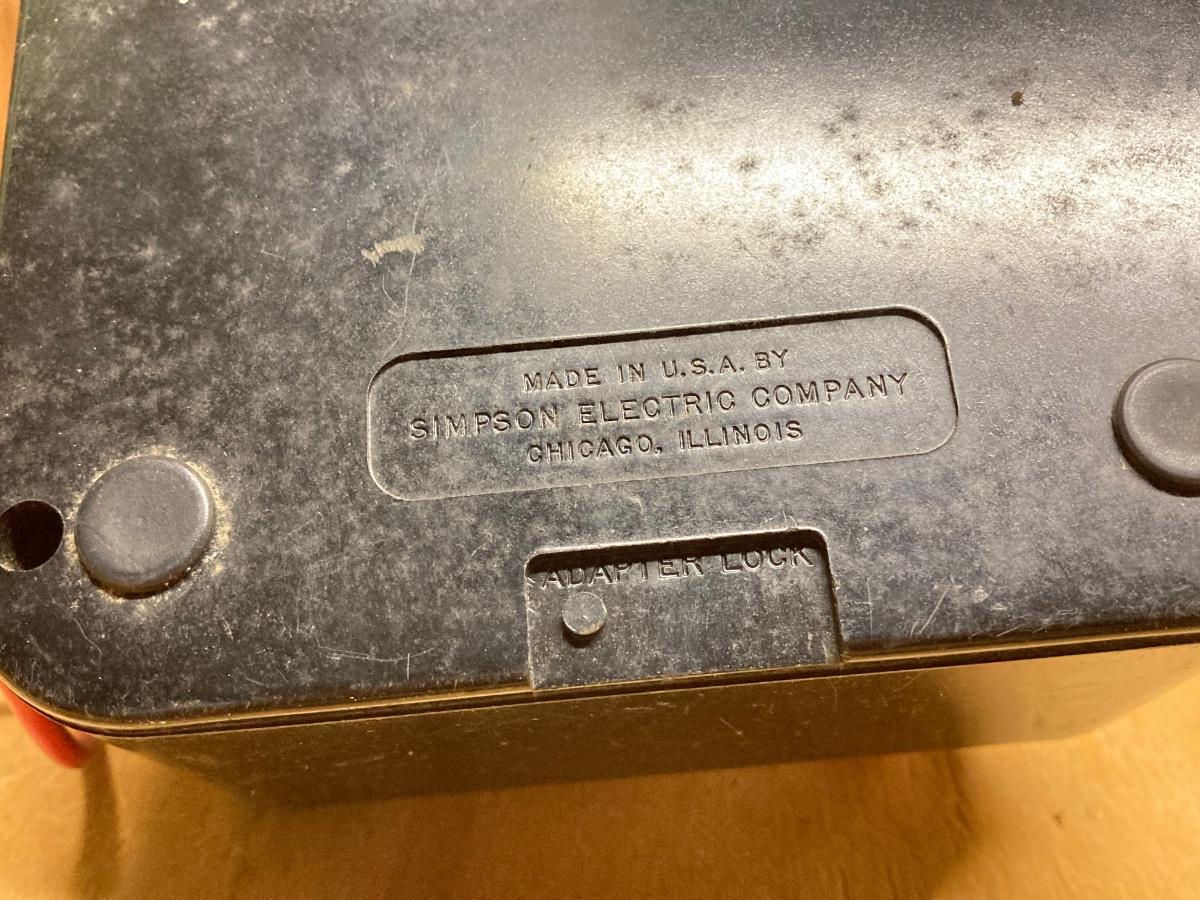 MADE IN U.S.A. BY
SIMPSON ELECTRIC COMPANY
CHICAGO, ILLINOIS
ADAPTER LOCK